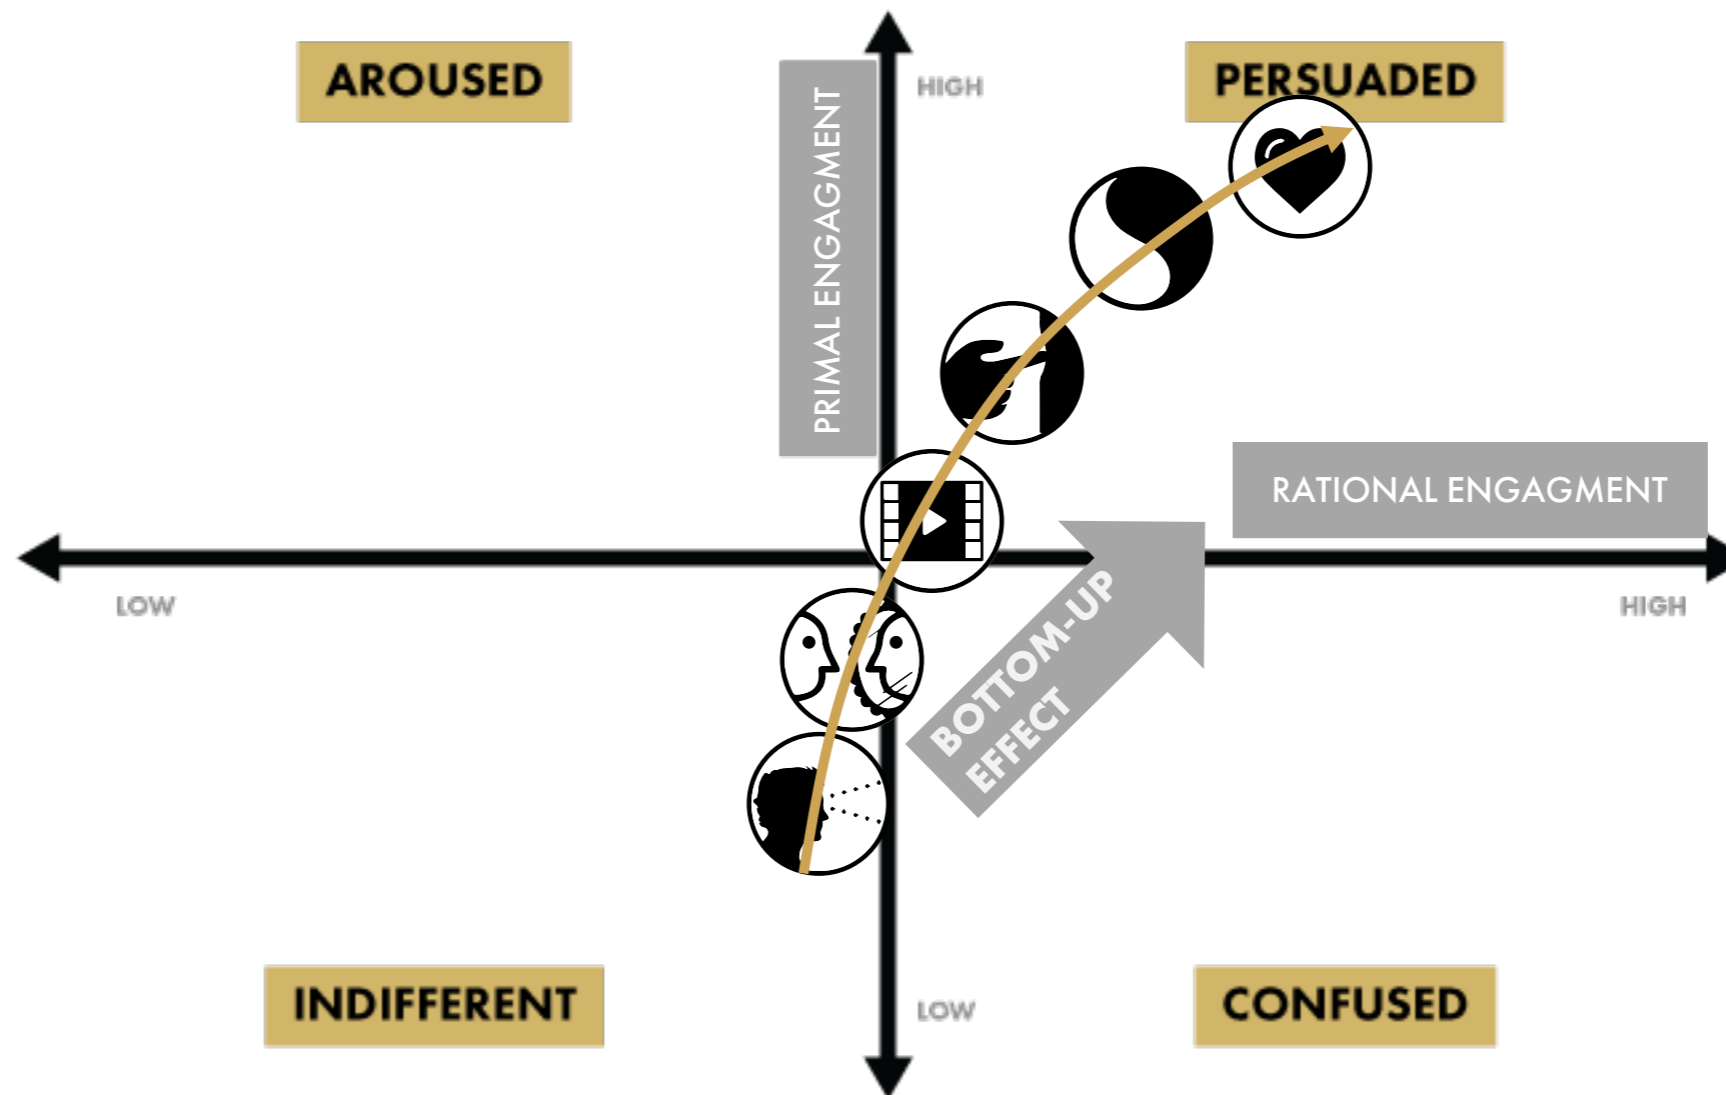 AROUSED
PERSUADED
HIGH
PRIMAL ENGAGMENT
RATIONAL ENGAGMENT
LOW
HIGH
BOTTOM-UP
EFFECT
INDIFFERENT
LOW
CONFUSED